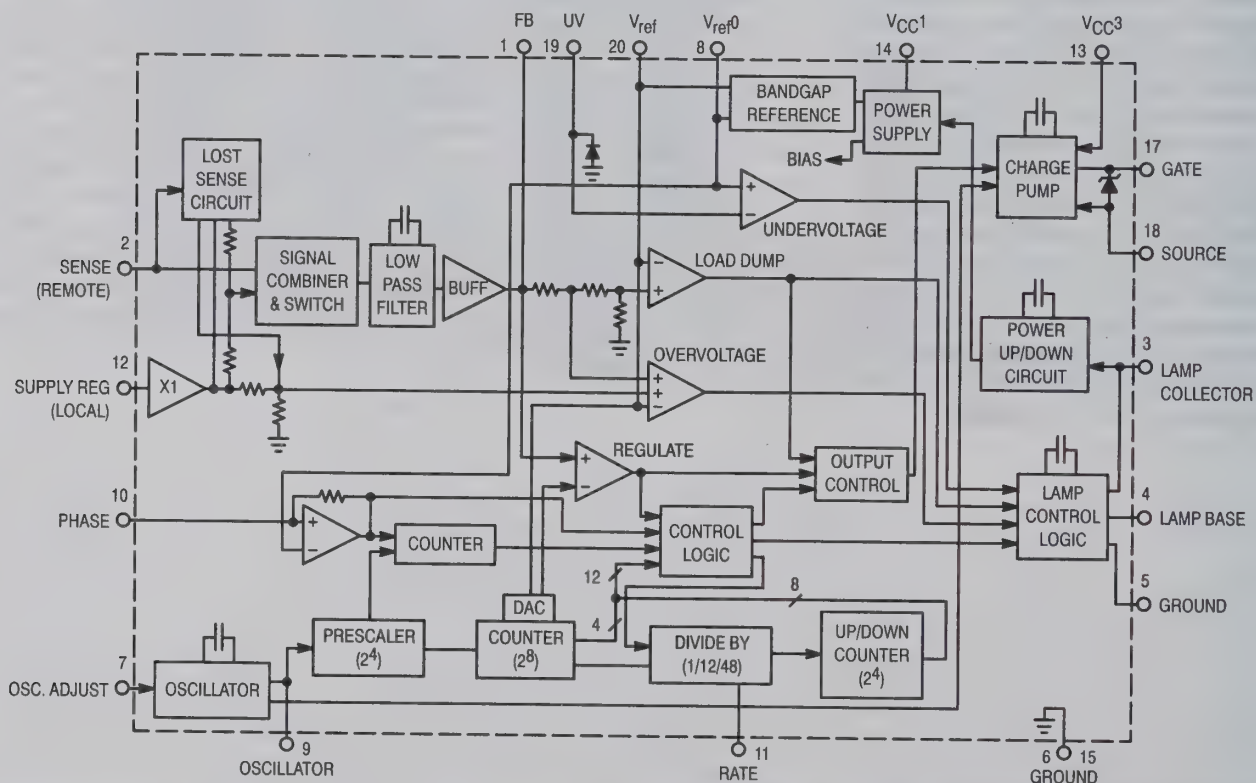 FB
UV
Vref
Vref0
VCC1
VCC3
1
19
20
8
14
13
BANDGAP
REFERENCE
POWER
SUPPLY
BIAS
LOST
SENSE
CIRCUIT
CHARGE
PUMP
17
GATE
18
SOURCE
+
−
UNDERVOLTAGE
2
SENSE
(REMOTE)
SIGNAL
COMBINER
& SWITCH
LOW
PASS
FILTER
BUFF
−
+
LOAD DUMP
POWER
UP/DOWN
CIRCUIT
3
LAMP
COLLECTOR
12
SUPPLY REG
(LOCAL)
X1
OVERVOLTAGE
+
+
−
REGULATE
+
−
OUTPUT
CONTROL
10
PHASE
+
−
COUNTER
CONTROL
LOGIC
LAMP
CONTROL
LOGIC
4
LAMP BASE
5
GROUND
12
8
4
DAC
PRESCALER
(2⁴)
COUNTER
(2⁸)
DIVIDE BY
(1/12/48)
UP/DOWN
COUNTER
(2⁴)
7
OSC. ADJUST
OSCILLATOR
9
OSCILLATOR
11
RATE
6
15
GROUND